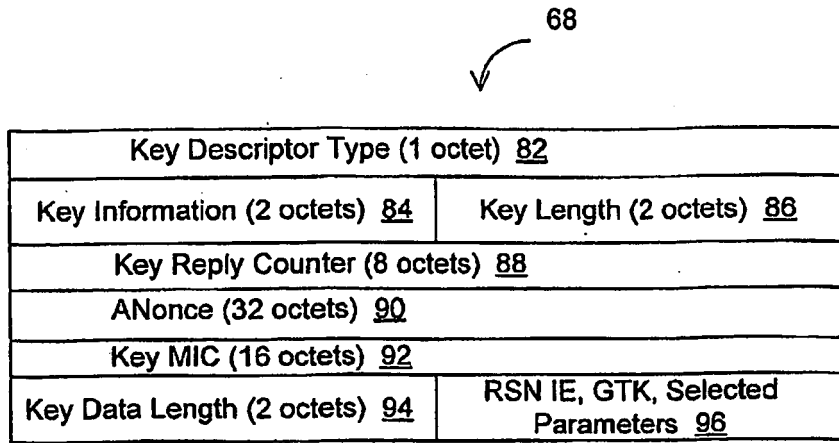 68
Key Descriptor Type (1 octet) 82
Key Information (2 octets) 84
Key Length (2 octets) 86
Key Reply Counter (8 octets) 88
ANonce (32 octets) 90
Key MIC (16 octets) 92
Key Data Length (2 octets) 94
RSN IE, GTK, Selected
Parameters 96